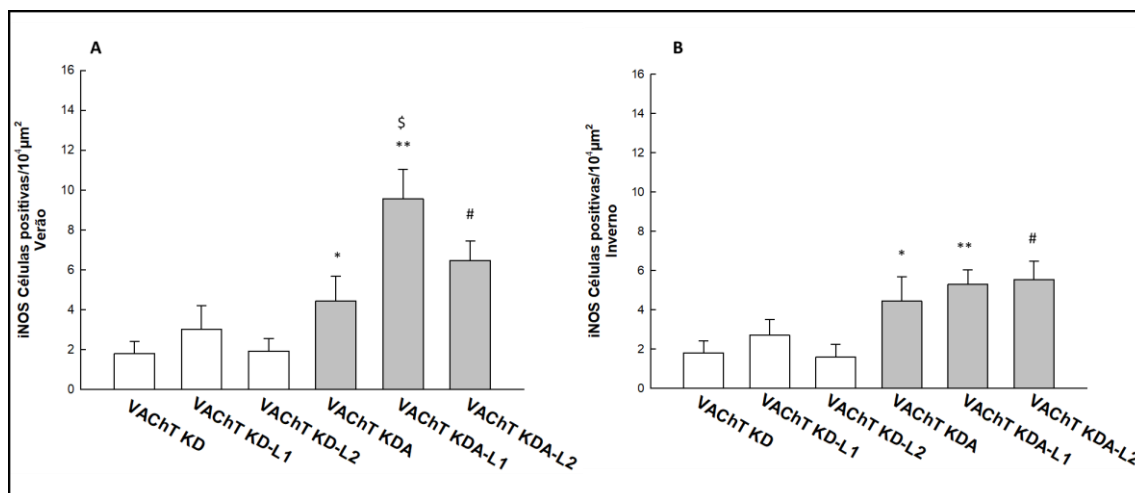 A
iNOS Células positivas/10⁴µm²
Verão
16
14
12
10
8
6
4
2
0
$
**
*
#
VAChT KD
VAChT KD-L1
VAChT KD-L2
VAChT KDA
VAChT KDA-L1
VAChT KDA-L2
B
iNOS Células positivas/10⁴µm²
Inverno
16
14
12
10
8
6
4
2
0
*
**
#
VAChT KD
VAChT KD-L1
VAChT KD-L2
VAChT KDA
VAChT KDA-L1
VAChT KDA-L2